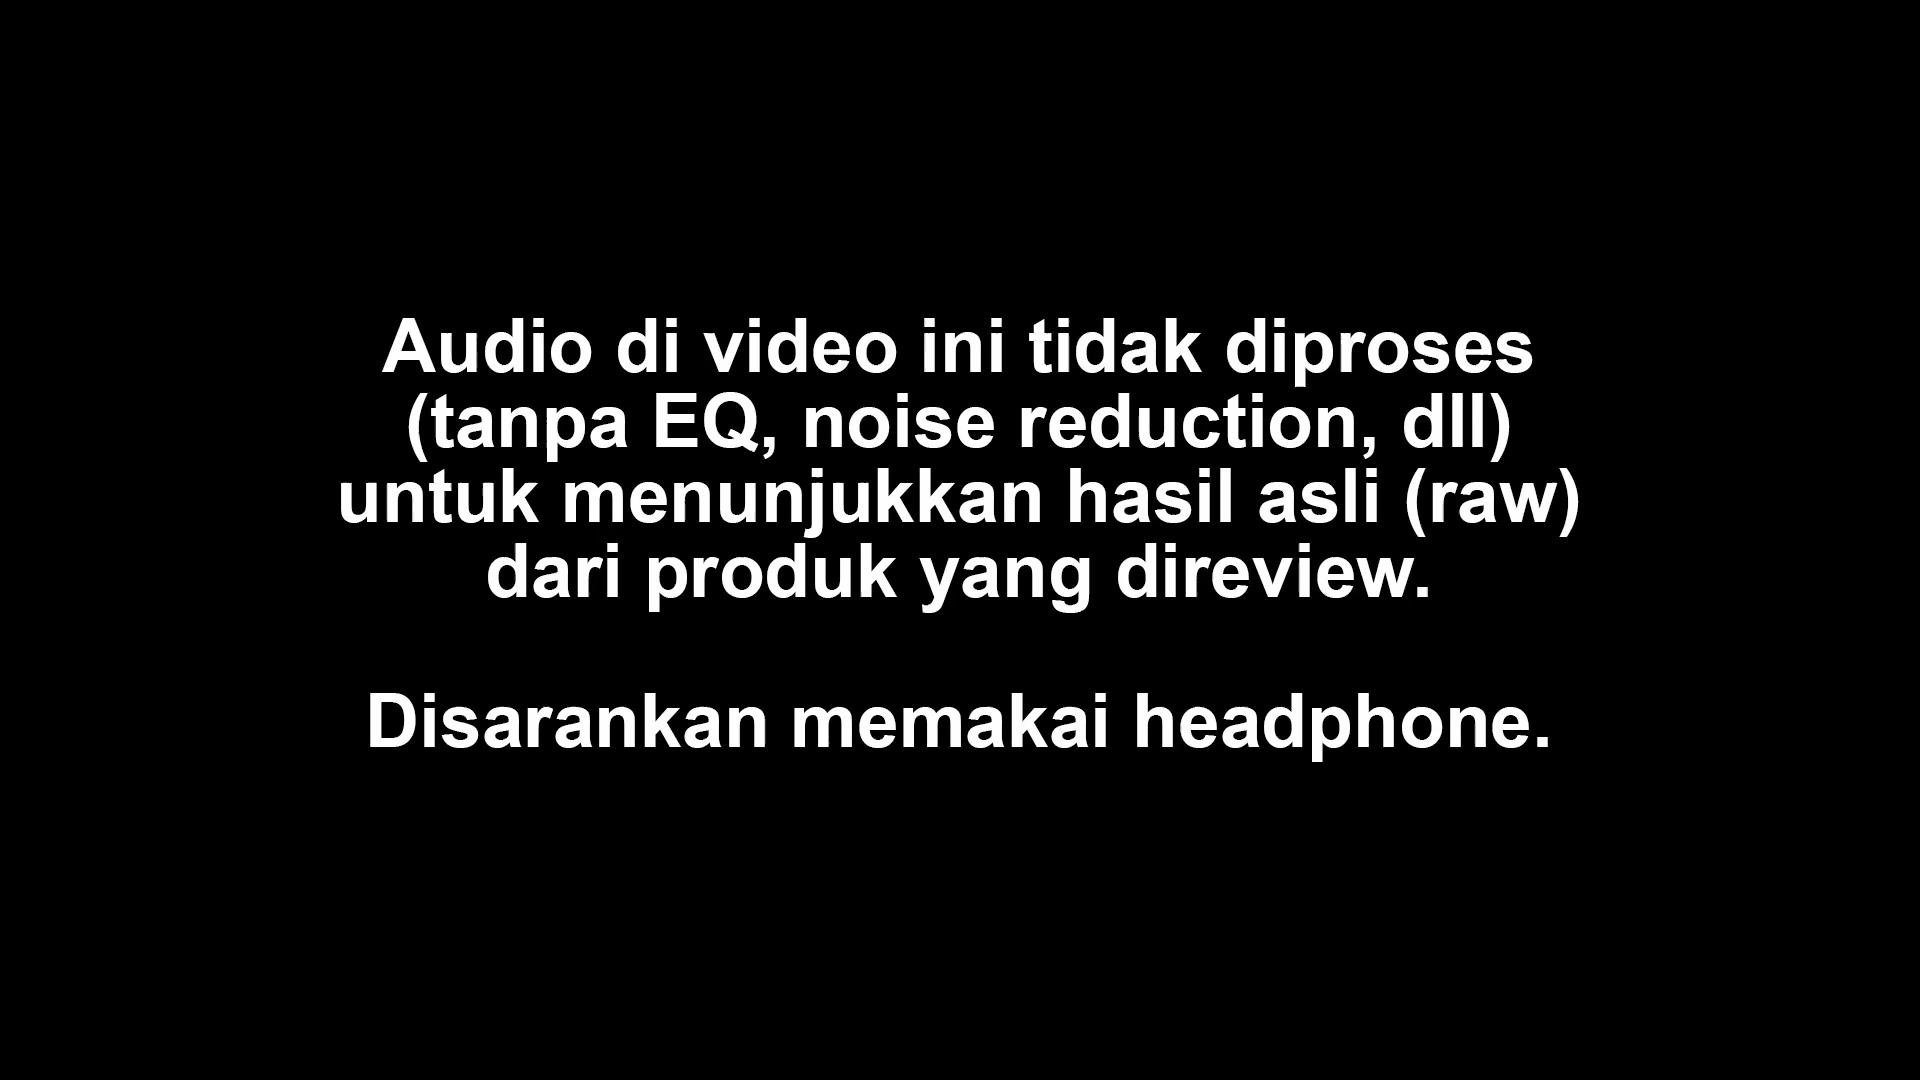 Audio di video ini tidak diproses
(tanpa EQ, noise reduction, dll)
untuk menunjukkan hasil asli (raw)
dari produk yang direview.
Disarankan memakai headphone.